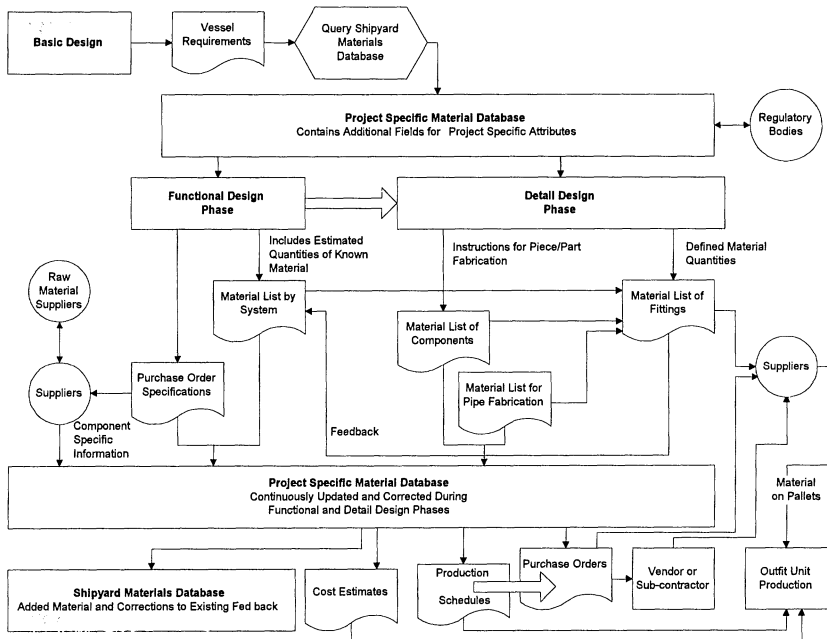 Basic Design
Vessel
Requirements
Query Shipyard
Materials
Database
Project Specific Material Database
Contains Additional Fields for Project Specific Attributes
Regulatory
Bodies
Functional Design
Phase
Detail Design
Phase
Includes Estimated
Quantities of Known
Material
Instructions for Piece/Part
Fabrication
Defined Material
Quantities
Raw
Material
Suppliers
Material List by
System
Material List of
Components
Material List of
Fittings
Suppliers
Purchase Order
Specifications
Material List for
Pipe Fabrication
Suppliers
Component
Specific
Information
Feedback
Project Specific Material Database
Continuously Updated and Corrected During
Functional and Detail Design Phases
Material
on Pallets
Shipyard Materials Database
Added Material and Corrections to Existing Fed back
Cost Estimates
Production
Schedules
Purchase Orders
Vendor or
Sub-contractor
Outfit Unit
Production